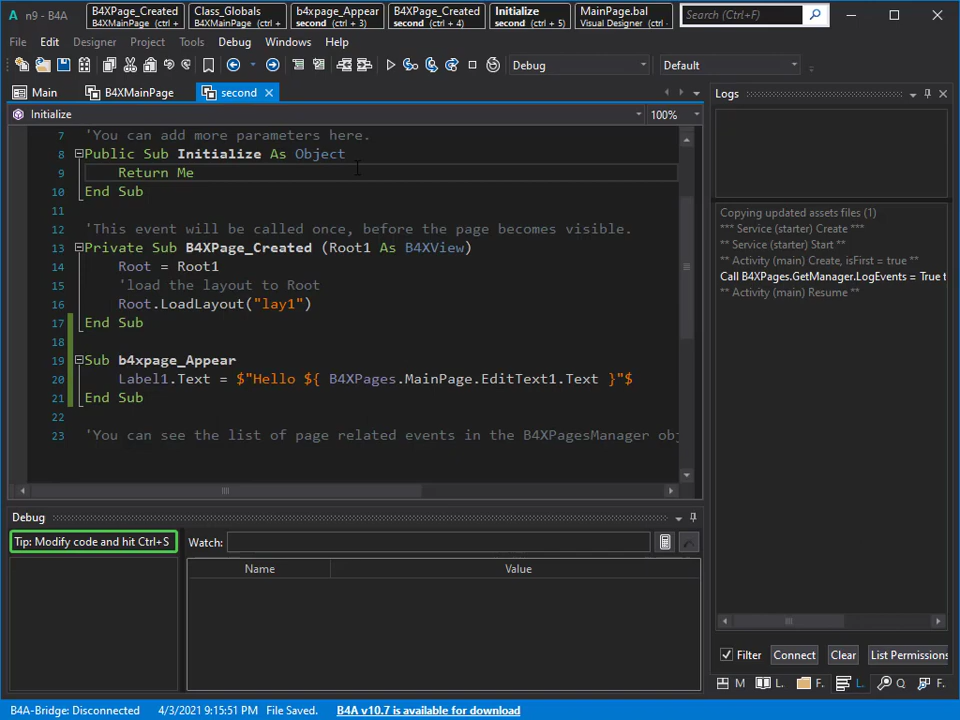 n9 - B4A
B4XPage_Created
B4XMainPage (ctrl +
Class_Globals
B4XMainPage (ctrl +
b4xpage_Appear
second (ctrl + 3)
B4XPage_Created
second (ctrl + 4)
Initialize
second (ctrl + 5)
MainPage.bal
Visual Designer (ctrl
Search (Ctrl+F)
File Edit Designer Project Tools Debug Windows Help
Debug
Default
Main
B4XMainPage
second
Initialize
100%
7 'You can add more parameters here.
8 Public Sub Initialize As Object
9 Return Me
10 End Sub
11
12 'This event will be called once, before the page becomes visible.
13 Private Sub B4XPage_Created (Root1 As B4XView)
14 Root = Root1
15 'load the layout to Root
16 Root.LoadLayout("lay1")
17 End Sub
18
19 Sub b4xpage_Appear
20 Label1.Text = $"Hello ${ B4XPages.MainPage.EditText1.Text }"$
21 End Sub
22
23 'You can see the list of page related events in the B4XPagesManager obj
Debug
Tip: Modify code and hit Ctrl+S
Watch:
Name Value
Logs
Copying updated assets files (1)
*** Service (starter) Create ***
** Service (starter) Start **
** Activity (main) Create, isFirst = true **
Call B4XPages.GetManager.LogEvents = True t
** Activity (main) Resume **
Filter
Connect
Clear
List Permissions
M L. F. L. Q F.
B4A-Bridge: Disconnected
4/3/2021 9:15:51 PM
File Saved.
B4A v10.7 is available for download